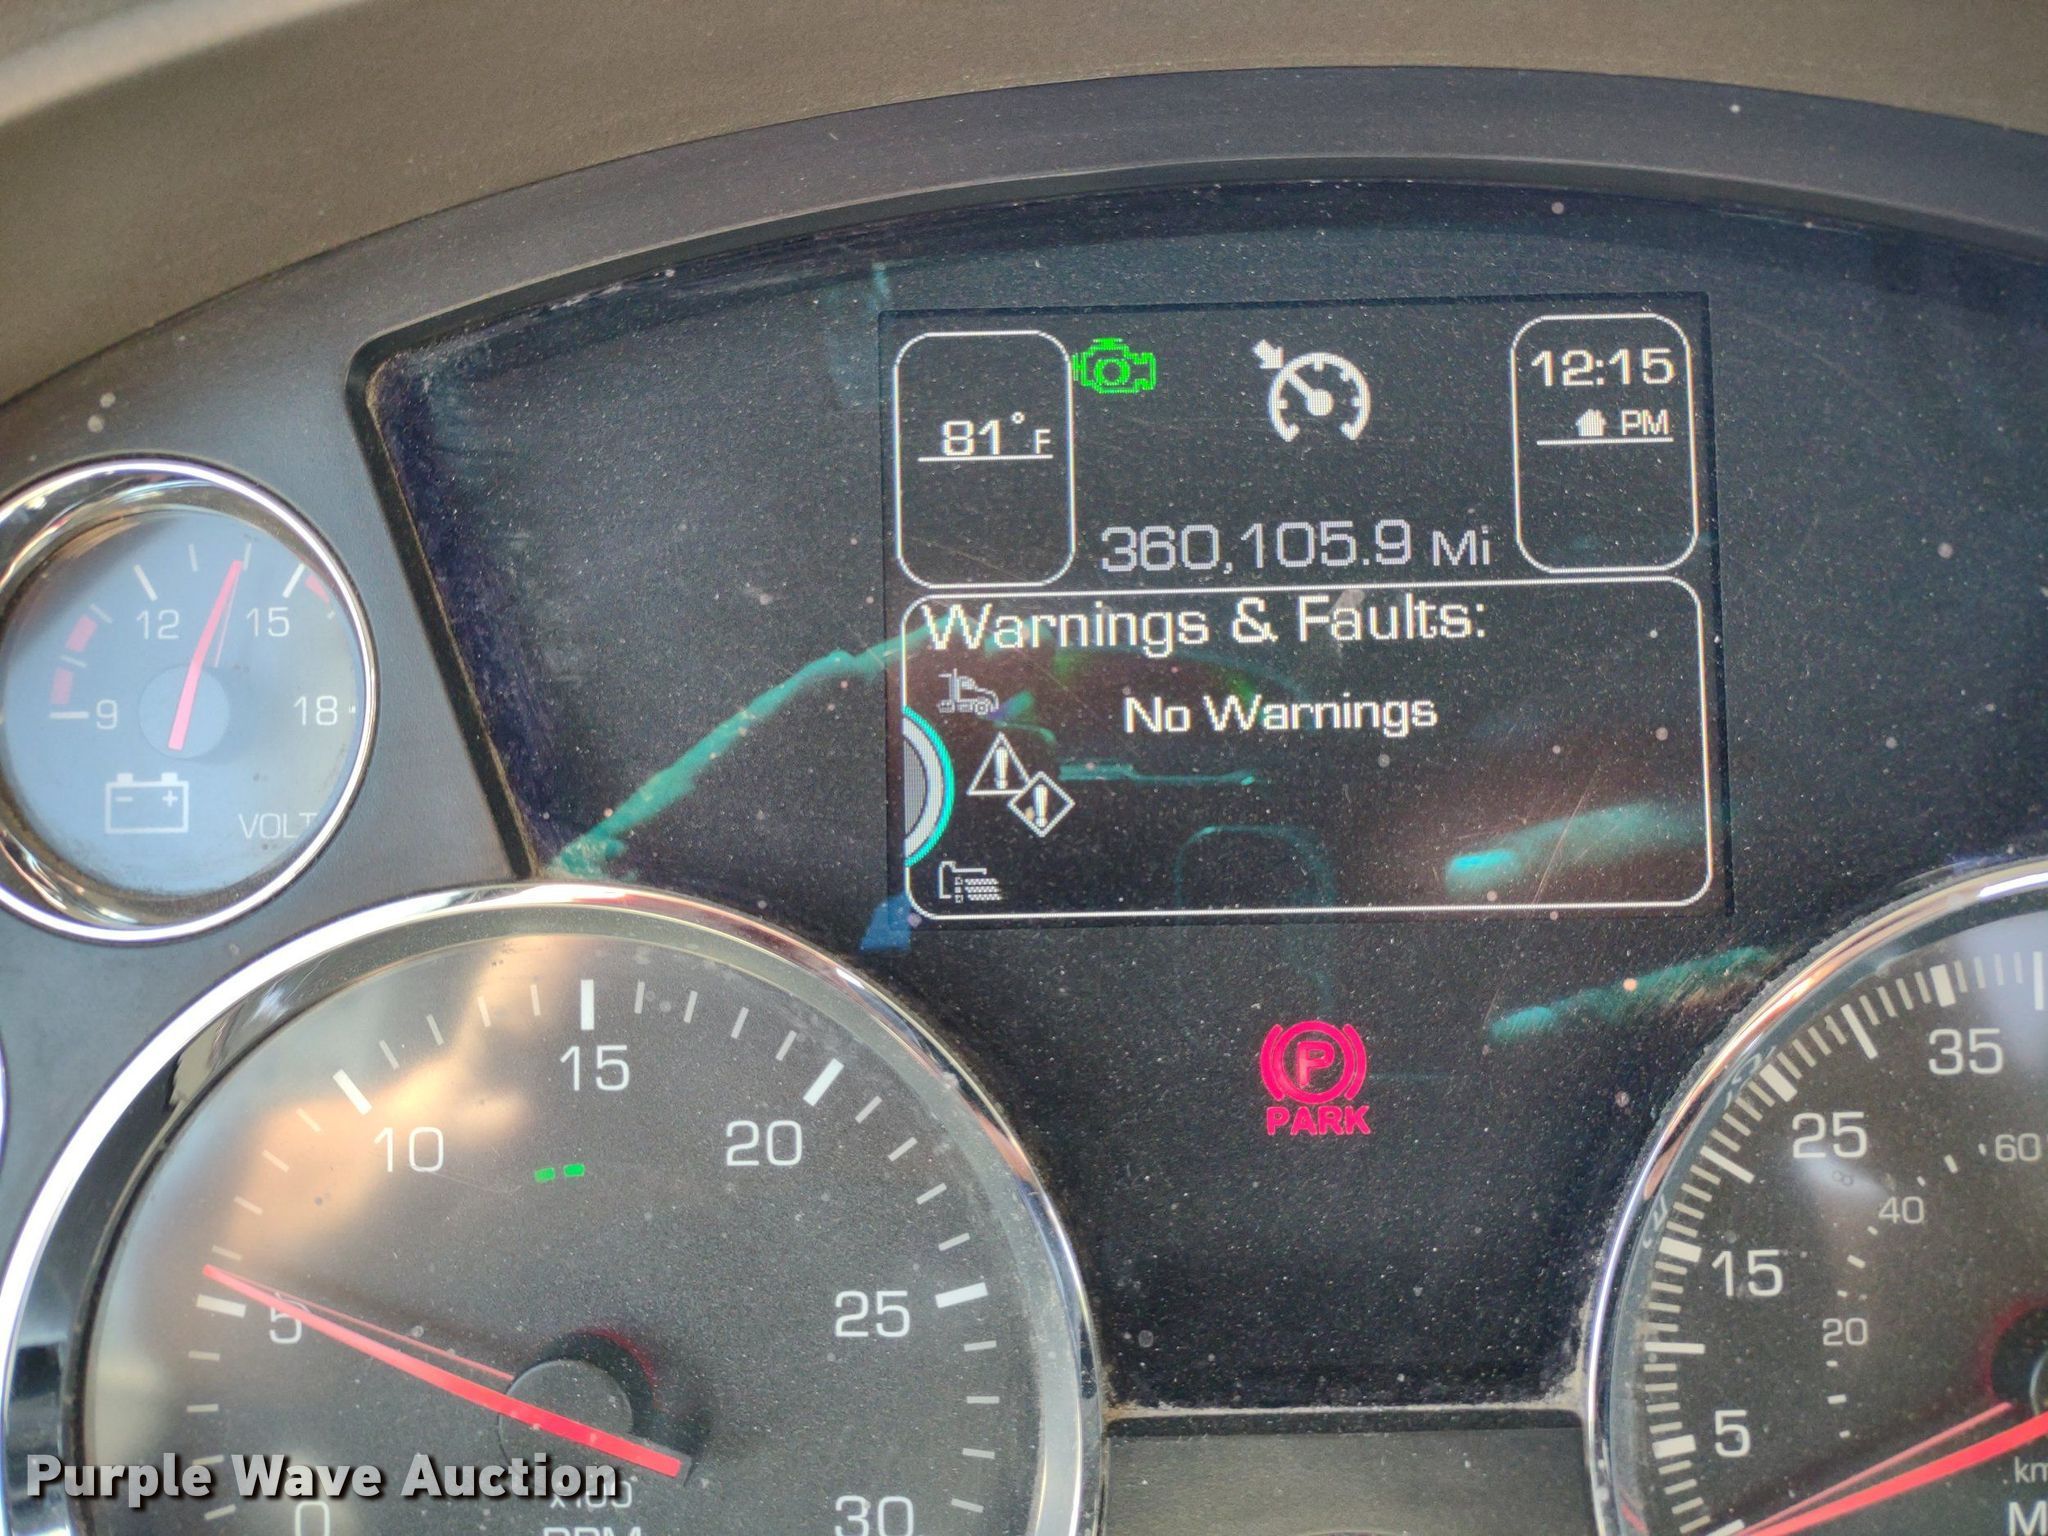 12:15
PM
81°F
360,105.9 Mi
Warnings & Faults:
No Warnings
9
12
15
18
VOLT
PARK
0
5
10
15
20
25
30
x100
RPM
5
15
25
35
20
40
60
km
Purple Wave Auction